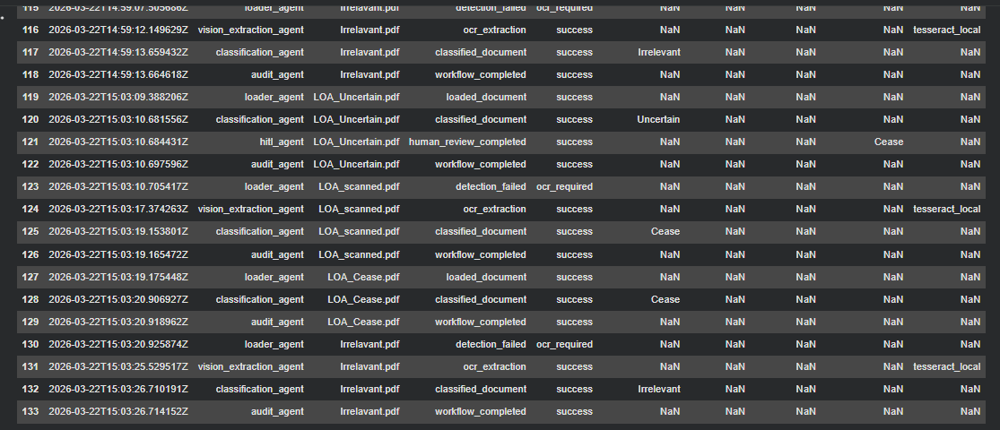 115 2026-03-22T14:59:07.505686Z loader_agent Irrelavant.pdf detection_failed ocr_required NaN NaN NaN NaN NaN
116 2026-03-22T14:59:12.149629Z vision_extraction_agent Irrelavant.pdf ocr_extraction success NaN NaN NaN NaN tesseract_local
117 2026-03-22T14:59:13.659432Z classification_agent Irrelavant.pdf classified_document success Irrelevant NaN NaN NaN NaN
118 2026-03-22T14:59:13.664618Z audit_agent Irrelavant.pdf workflow_completed success NaN NaN NaN NaN NaN
119 2026-03-22T15:03:09.388206Z loader_agent LOA_Uncertain.pdf loaded_document success NaN NaN NaN NaN NaN
120 2026-03-22T15:03:10.681556Z classification_agent LOA_Uncertain.pdf classified_document success Uncertain NaN NaN NaN NaN
121 2026-03-22T15:03:10.684431Z hitl_agent LOA_Uncertain.pdf human_review_completed success NaN NaN NaN Cease NaN
122 2026-03-22T15:03:10.697596Z audit_agent LOA_Uncertain.pdf workflow_completed success NaN NaN NaN NaN NaN
123 2026-03-22T15:03:10.705417Z loader_agent LOA_scanned.pdf detection_failed ocr_required NaN NaN NaN NaN NaN
124 2026-03-22T15:03:17.374263Z vision_extraction_agent LOA_scanned.pdf ocr_extraction success NaN NaN NaN NaN tesseract_local
125 2026-03-22T15:03:19.153801Z classification_agent LOA_scanned.pdf classified_document success Cease NaN NaN NaN NaN
126 2026-03-22T15:03:19.165472Z audit_agent LOA_scanned.pdf workflow_completed success NaN NaN NaN NaN NaN
127 2026-03-22T15:03:19.175448Z loader_agent LOA_Cease.pdf loaded_document success NaN NaN NaN NaN NaN
128 2026-03-22T15:03:20.906927Z classification_agent LOA_Cease.pdf classified_document success Cease NaN NaN NaN NaN
129 2026-03-22T15:03:20.918962Z audit_agent LOA_Cease.pdf workflow_completed success NaN NaN NaN NaN NaN
130 2026-03-22T15:03:20.925874Z loader_agent Irrelavant.pdf detection_failed ocr_required NaN NaN NaN NaN NaN
131 2026-03-22T15:03:25.529517Z vision_extraction_agent Irrelavant.pdf ocr_extraction success NaN NaN NaN NaN tesseract_local
132 2026-03-22T15:03:26.710191Z classification_agent Irrelavant.pdf classified_document success Irrelevant NaN NaN NaN NaN
133 2026-03-22T15:03:26.714152Z audit_agent Irrelavant.pdf workflow_completed success NaN NaN NaN NaN NaN